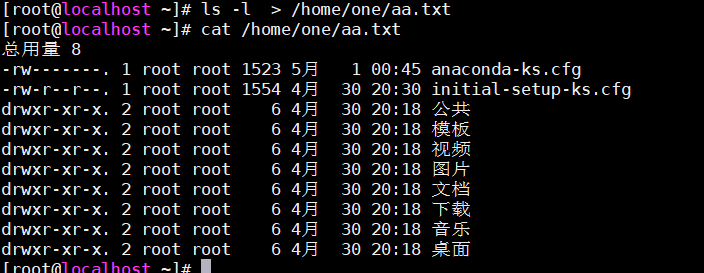 [root@localhost ~]# ls -l  > /home/one/aa.txt
[root@localhost ~]# cat /home/one/aa.txt
总用量 8
-rw-------. 1 root root 1523 5月   1 00:45 anaconda-ks.cfg
-rw-r--r--. 1 root root 1554 4月  30 20:30 initial-setup-ks.cfg
drwxr-xr-x. 2 root root    6 4月  30 20:18 公共
drwxr-xr-x. 2 root root    6 4月  30 20:18 模板
drwxr-xr-x. 2 root root    6 4月  30 20:18 视频
drwxr-xr-x. 2 root root    6 4月  30 20:18 图片
drwxr-xr-x. 2 root root    6 4月  30 20:18 文档
drwxr-xr-x. 2 root root    6 4月  30 20:18 下载
drwxr-xr-x. 2 root root    6 4月  30 20:18 音乐
drwxr-xr-x. 2 root root    6 4月  30 20:18 桌面
[root@localhost ~]#